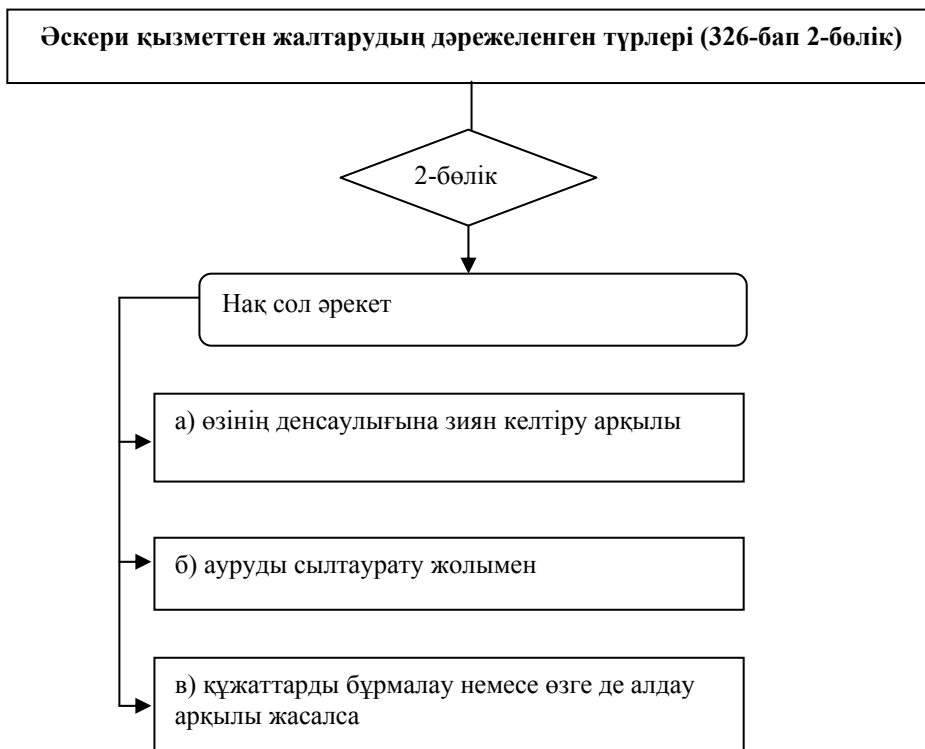 Әскери қызметтен жалтарудың дәрежеленген түрлері (326-бап 2-бөлік)
2-бөлік
Нақ сол әрекет
а) өзінің денсаулығына зиян келтіру арқылы
б) ауруды сылтаурату жолымен
в) құжаттарды бұрмалау немесе өзге де алдау
арқылы жасалса